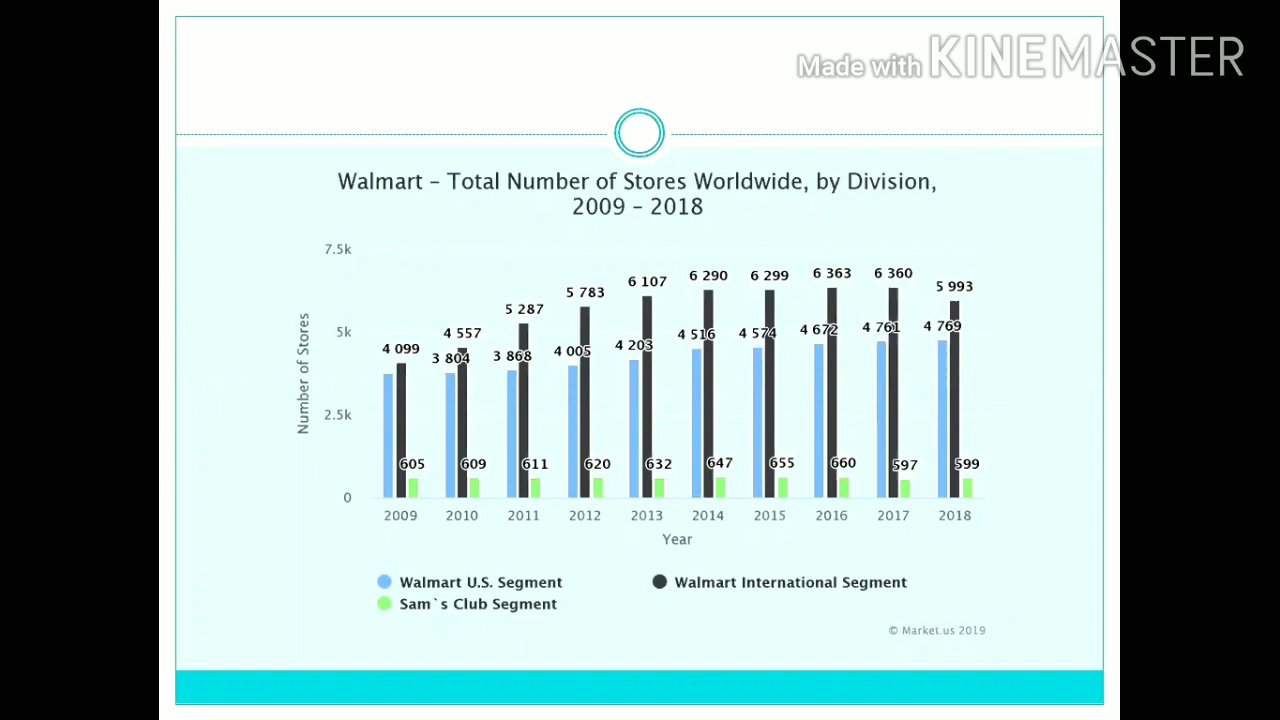 Made with KINEMASTER
Walmart – Total Number of Stores Worldwide, by Division,
2009 – 2018
Number of Stores
7.5k
5k
2.5k
0
4 099
605
3 804
4 557
609
3 868
5 287
611
4 005
5 783
620
4 203
6 107
632
4 516
6 290
647
4 574
6 299
655
4 672
6 363
660
4 761
6 360
597
4 769
5 993
599
2009 2010 2011 2012 2013 2014 2015 2016 2017 2018
Year
Walmart U.S. Segment Walmart International Segment
Sam`s Club Segment
© Market.us 2019